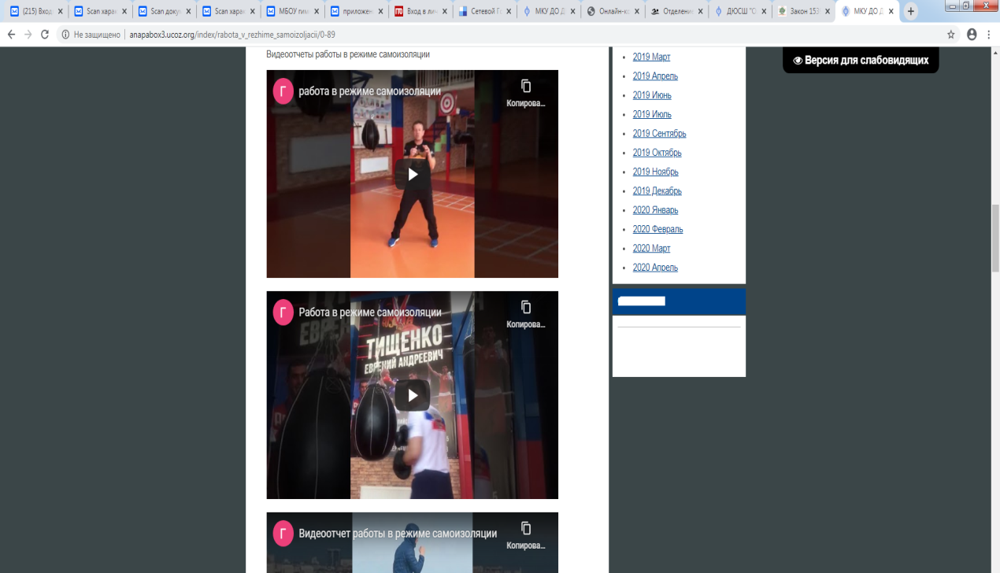 (215) Вход
Scan хара
Scan доку
Scan хара
МБОУ гим
приложен
Вход в ли
Сетевой Г
МКУ ДО Д
Онлайн-к
Отделени
ДЮСШ "О
Закон 153
МКУ ДО Д
Не защищено
anapabox3.ucoz.org/index/rabota_v_rezhime_samoizoljacii/0-89
Версия для слабовидящих
Видеоотчеты работы в режиме самоизоляции
Г работа в режиме самоизоляции
Копирова...
Г Работа в режиме самоизоляции
Копирова...
ТИЩЕНКО
ЕВГЕНИЙ АНДРЕЕВИЧ
Г Видеоотчет работы в режиме самоизоляции
Копирова...
2019 Март
2019 Апрель
2019 Июнь
2019 Июль
2019 Сентябрь
2019 Октябрь
2019 Ноябрь
2019 Декабрь
2020 Январь
2020 Февраль
2020 Март
2020 Апрель